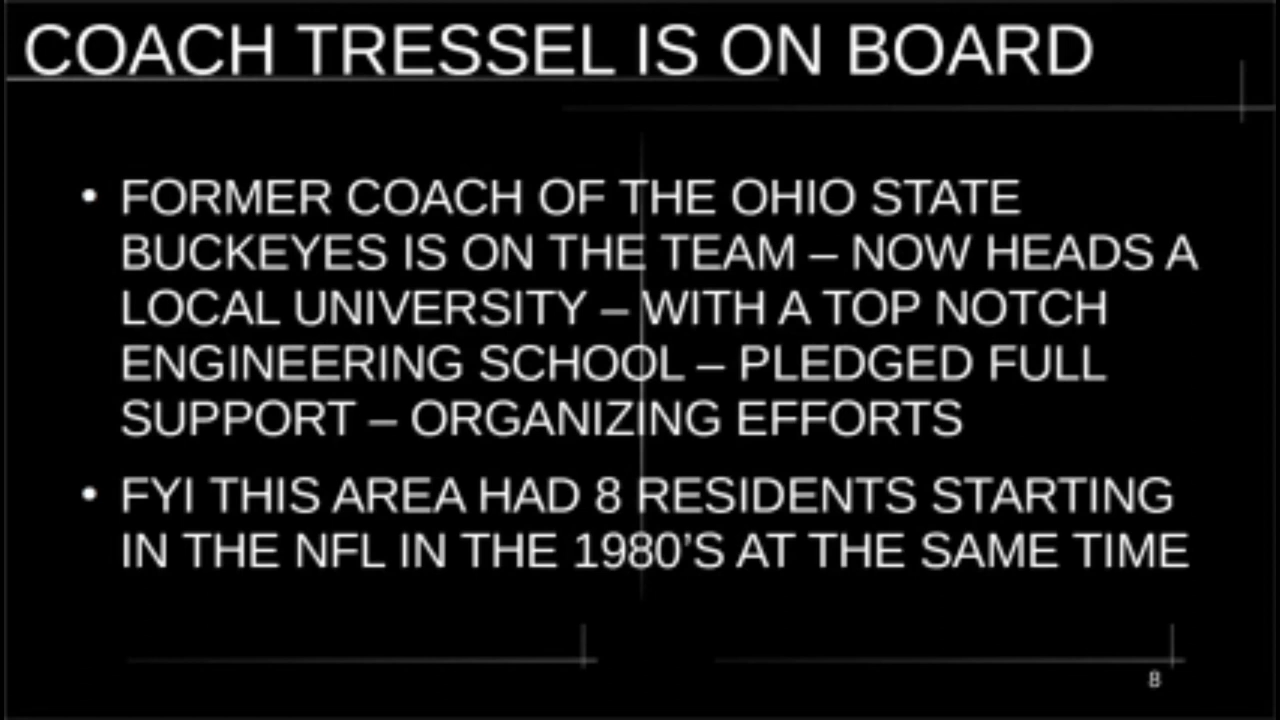 COACH TRESSEL IS ON BOARD
• FORMER COACH OF THE OHIO STATE
BUCKEYES IS ON THE TEAM – NOW HEADS A
LOCAL UNIVERSITY – WITH A TOP NOTCH
ENGINEERING SCHOOL – PLEDGED FULL
SUPPORT – ORGANIZING EFFORTS
• FYI THIS AREA HAD 8 RESIDENTS STARTING
IN THE NFL IN THE 1980’S AT THE SAME TIME
8